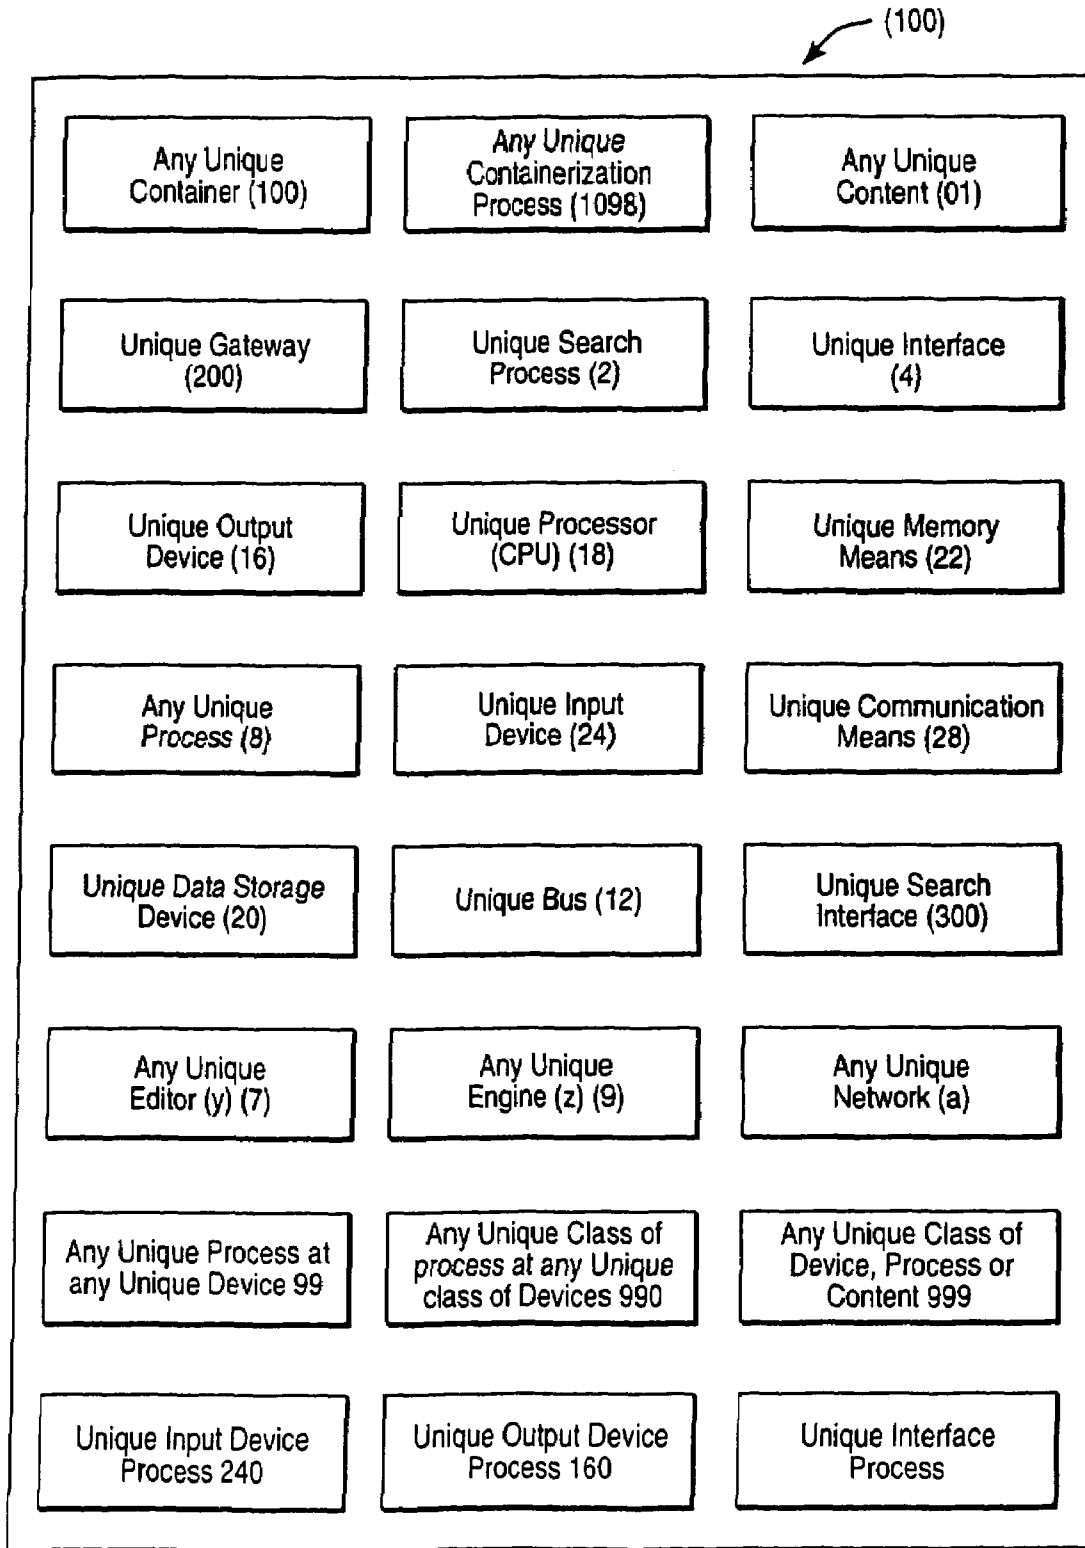 (100)
Any Unique
Container (100)
Any Unique
Containerization
Process (1098)
Any Unique
Content (01)
Unique Gateway
(200)
Unique Search
Process (2)
Unique Interface
(4)
Unique Output
Device (16)
Unique Processor
(CPU) (18)
Unique Memory
Means (22)
Any Unique
Process (8)
Unique Input
Device (24)
Unique Communication
Means (28)
Unique Data Storage
Device (20)
Unique Bus (12)
Unique Search
Interface (300)
Any Unique
Editor (y) (7)
Any Unique
Engine (z) (9)
Any Unique
Network (a)
Any Unique Process at
any Unique Device 99
Any Unique Class of
process at any Unique
class of Devices 990
Any Unique Class of
Device, Process or
Content 999
Unique Input Device
Process 240
Unique Output Device
Process 160
Unique Interface
Process